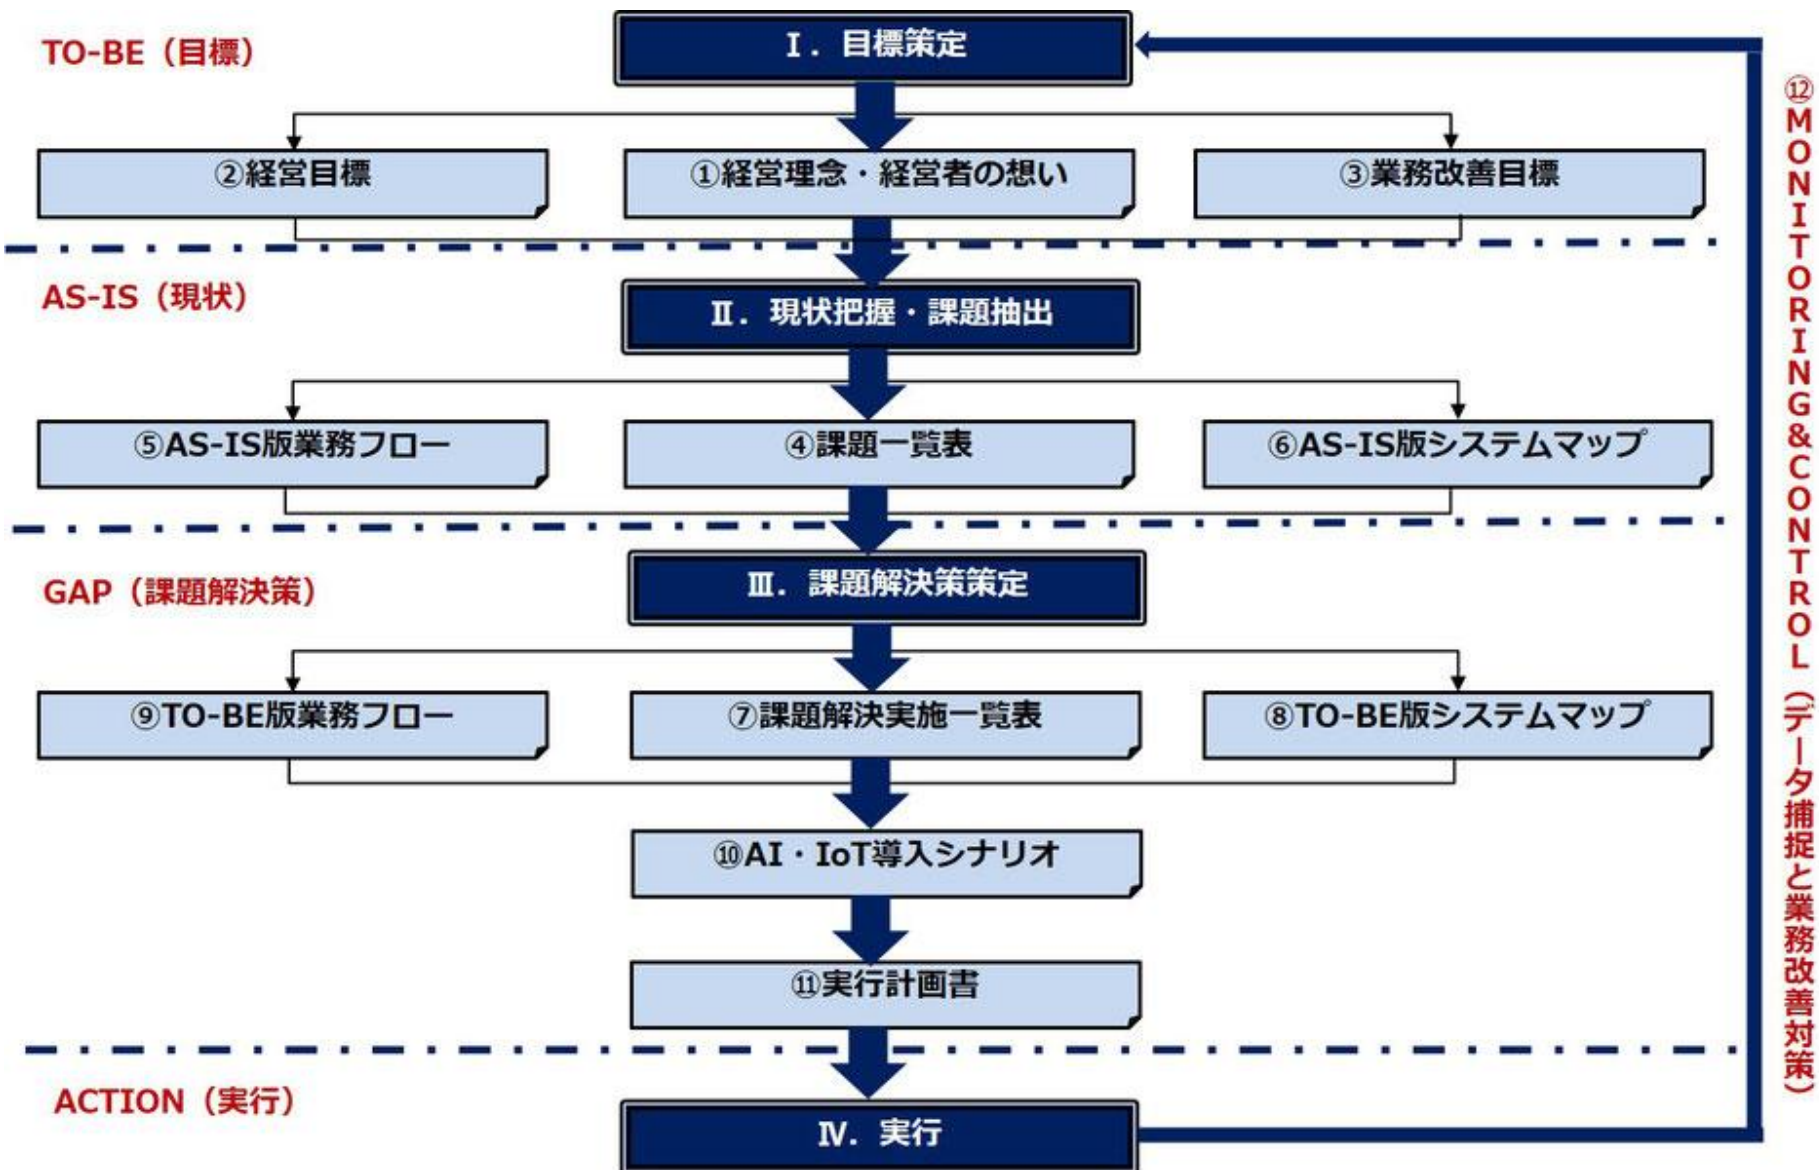 TO-BE（目標）
Ⅰ．目標策定
②経営目標
①経営理念・経営者の想い
③業務改善目標
AS-IS（現状）
Ⅱ．現状把握・課題抽出
⑤AS-IS版業務フロー
④課題一覧表
⑥AS-IS版システムマップ
GAP（課題解決策）
Ⅲ．課題解決策策定
⑨TO-BE版業務フロー
⑦課題解決実施一覧表
⑧TO-BE版システムマップ
⑩AI・IoT導入シナリオ
⑪実行計画書
ACTION（実行）
Ⅳ．実行
⑫MONITORING&CONTROL（データ捕捉と業務改善対策）